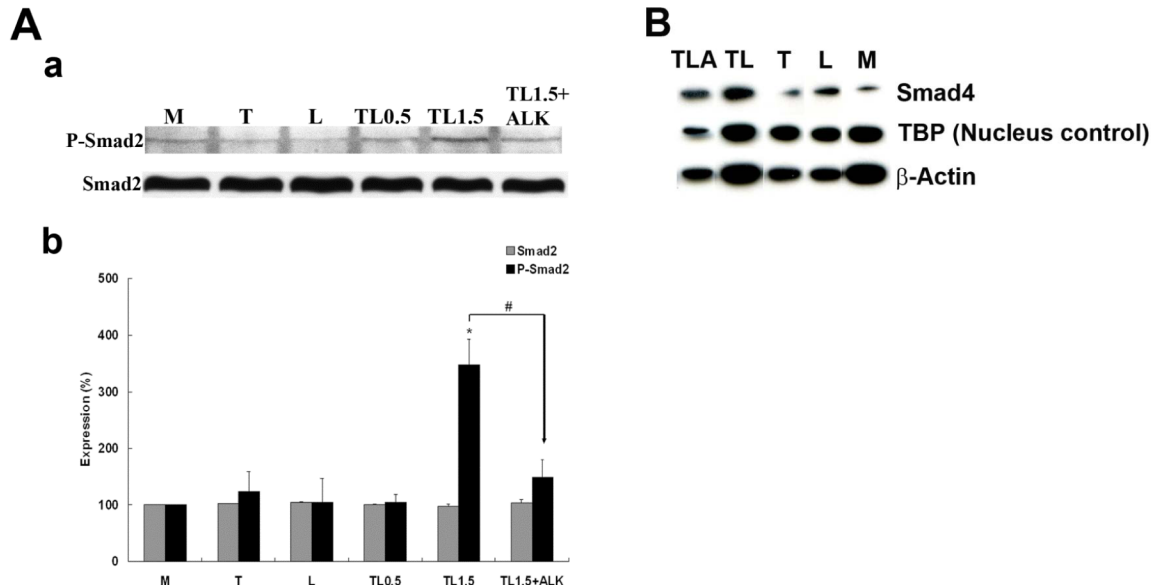 A
a
M T L TL0.5 TL1.5 TL1.5+
ALK
P-Smad2
Smad2
b
Smad2
P-Smad2
500
400
300
200
100
0
Expression (%)
#
*
M T L TL0.5 TL1.5 TL1.5+ALK
B
TLA TL T L M
Smad4
TBP (Nucleus control)
β-Actin